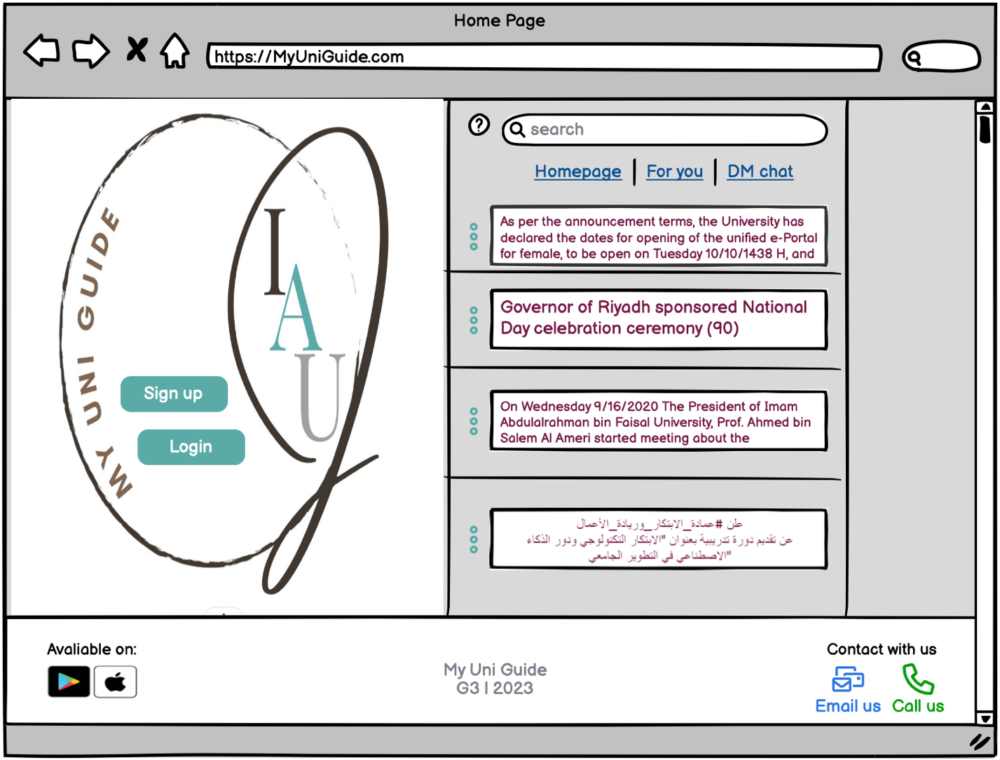 Home Page
https://MyUniGuide.com
MY UNI GUIDE
I
A
U
Sign up
Login
?
search
Homepage | For you | DM chat
As per the announcement terms, the University has
declared the dates for opening of the unified e-Portal
for female, to be open on Tuesday 10/10/1438 H, and
Governor of Riyadh sponsored National
Day celebration ceremony (90)
On Wednesday 9/16/2020 The President of Imam
Abdulalrahman bin Faisal University, Prof. Ahmed bin
Salem Al Ameri started meeting about the
علن #عمادة_الابتكار_وريادة_الأعمال
عن تقديم دورة تدريبية بعنوان "الابتكار التكنولوجي ودور الذكاء
الاصطناعي في التطوير الجامعي"
Avaliable on:
My Uni Guide
G3 | 2023
Contact with us
Email us
Call us